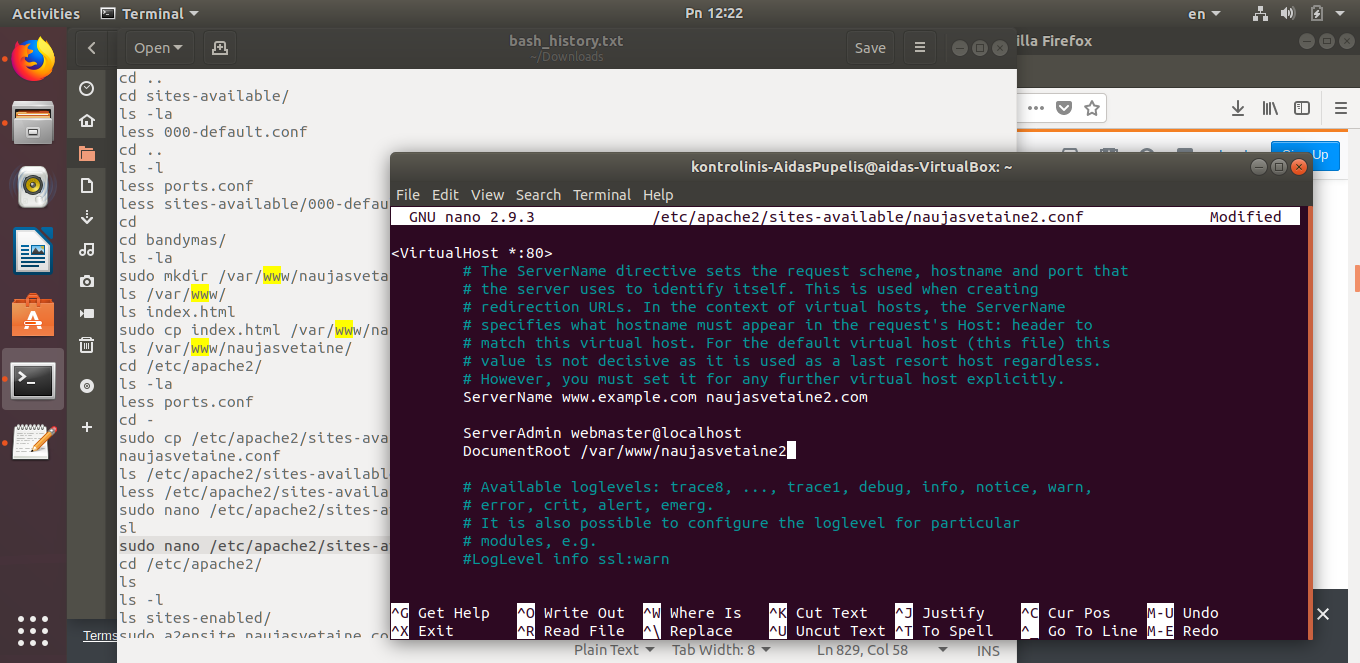 Activities Terminal Pn 12:22 en
Open bash_history.txt Save
~/Downloads
illa Firefox
cd ..
cd sites-available/
ls -la
less 000-default.conf
cd ..
ls -l
less ports.conf
less sites-available/000-defau
cd
cd bandymas/
ls -la
sudo mkdir /var/www/naujasveta
ls /var/www/
ls index.html
sudo cp index.html /var/www/na
ls /var/www/naujasvetaine/
cd /etc/apache2/
ls -la
less ports.conf
cd -
sudo cp /etc/apache2/sites-ava
naujasvetaine.conf
ls /etc/apache2/sites-availabl
less /etc/apache2/sites-availa
sudo nano /etc/apache2/sites-a
sl
sudo nano /etc/apache2/sites-a
cd /etc/apache2/
ls
ls -l
ls sites-enabled/
sudo a2ensite naujasvetaine.co
Terms
Plain Text Tab Width: 8 Ln 829, Col 58 INS
Up
kontrolinis-AidasPupelis@aidas-VirtualBox: ~
File Edit View Search Terminal Help
GNU nano 2.9.3 /etc/apache2/sites-available/naujasvetaine2.conf Modified
<VirtualHost *:80>
# The ServerName directive sets the request scheme, hostname and port that
# the server uses to identify itself. This is used when creating
# redirection URLs. In the context of virtual hosts, the ServerName
# specifies what hostname must appear in the request's Host: header to
# match this virtual host. For the default virtual host (this file) this
# value is not decisive as it is used as a last resort host regardless.
# However, you must set it for any further virtual host explicitly.
ServerName www.example.com naujasvetaine2.com
ServerAdmin webmaster@localhost
DocumentRoot /var/www/naujasvetaine2
# Available loglevels: trace8, ..., trace1, debug, info, notice, warn,
# error, crit, alert, emerg.
# It is also possible to configure the loglevel for particular
# modules, e.g.
#LogLevel info ssl:warn
^G Get Help ^O Write Out ^W Where Is ^K Cut Text ^J Justify ^C Cur Pos M-U Undo
^X Exit ^R Read File ^\ Replace ^U Uncut Text ^T To Spell ^_ Go To Line M-E Redo